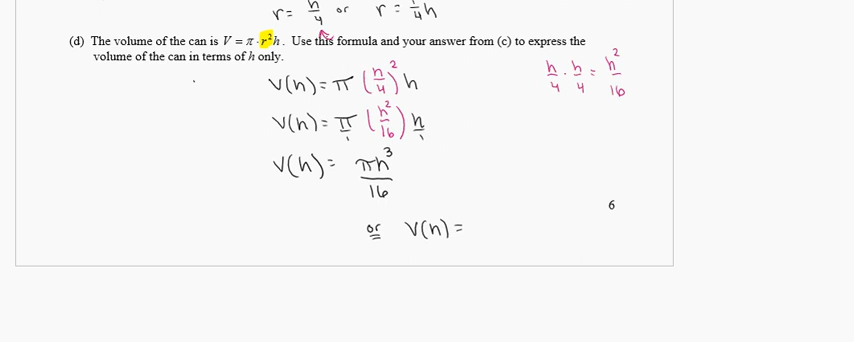 r = h/4 or r = 1/4 h
(d) The volume of the can is V = π · r²h. Use this formula and your answer from (c) to express the
volume of the can in terms of h only.
V(h) = π (h/4)² h
h/4 · h/4 = h²/16
V(h) = π/1 (h²/16) h/1
V(h) = πh³/16
6
or V(h) =